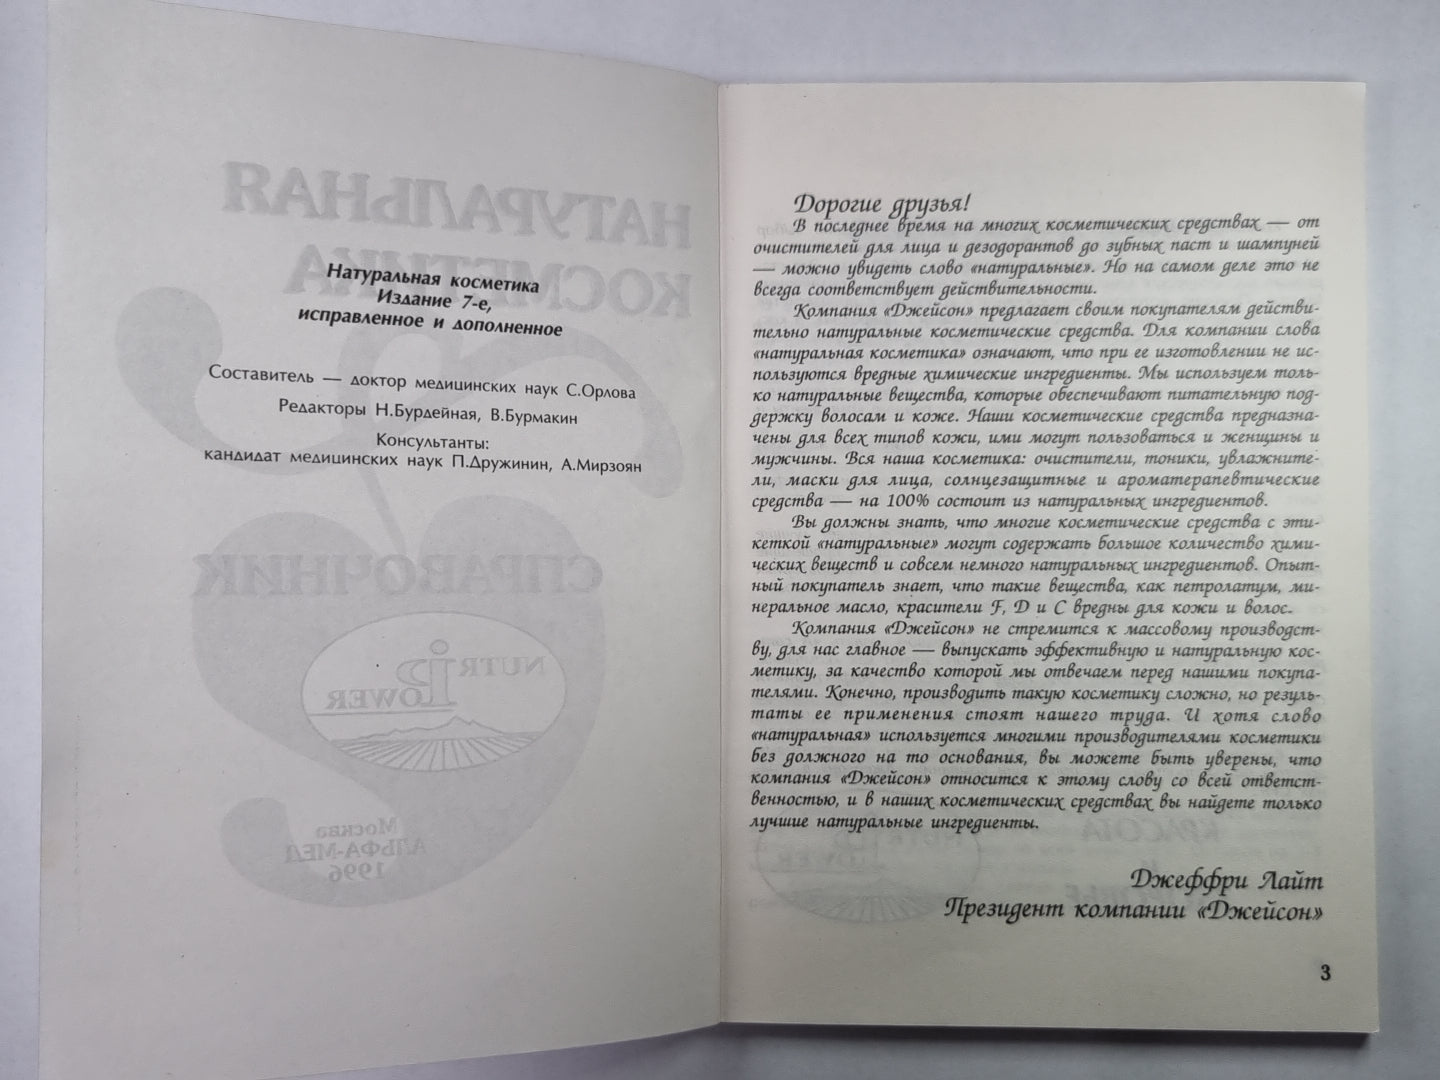 Натуральная косметика
Издание 7-е,
исправленное и дополненное
Составитель — доктор медицинских наук С.Орлова
Редакторы Н.Бурдейная, В.Бурмакин
Консультанты:
кандидат медицинских наук П.Дружинин, А.Мирзоян
НАТУРАЛЬНАЯ
КОСМЕТИКА
СПРАВОЧНИК
NUTRI
POWER
Москва
АЛЬФА-МЕД
1996
Дорогие друзья!
В последнее время на многих косметических средствах — от
очистителей для лица и дезодорантов до зубных паст и шампуней
— можно увидеть слово «натуральные». Но на самом деле это не
всегда соответствует действительности.
Компания «Джейсон» предлагает своим покупателям действи-
тельно натуральные косметические средства. Для компании слова
«натуральная косметика» означают, что при ее изготовлении не ис-
пользуются вредные химические ингредиенты. Мы используем толь-
ко натуральные вещества, которые обеспечивают питательную под-
держку волосам и коже. Наши косметические средства предназна-
чены для всех типов кожи, ими могут пользоваться и женщины и
мужчины. Вся наша косметика: очистители, тоники, увлажните-
ли, маски для лица, солнцезащитные и ароматерапевтические
средства — на 100% состоит из натуральных ингредиентов.
Вы должны знать, что многие косметические средства с эти-
кеткой «натуральные» могут содержать большое количество хими-
ческих веществ и совсем немного натуральных ингредиентов. Опыт-
ный покупатель знает, что такие вещества, как петролатум, ми-
неральное масло, красители F, D и C вредны для кожи и волос.
Компания «Джейсон» не стремится к массовому производст-
ву, для нас главное — выпускать эффективную и натуральную кос-
метику, за качество которой мы отвечаем перед нашими покупа-
телями. Конечно, производить такую косметику сложно, но резуль-
таты ее применения стоят нашего труда. И хотя слово
«натуральная» используется многими производителями косметики
без должного на то основания, вы можете быть уверены, что
компания «Джейсон» относится к этому слову со всей ответст-
венностью, и в наших косметических средствах вы найдете только
лучшие натуральные ингредиенты.
Джеффри Лайт
Президент компании «Джейсон»
3